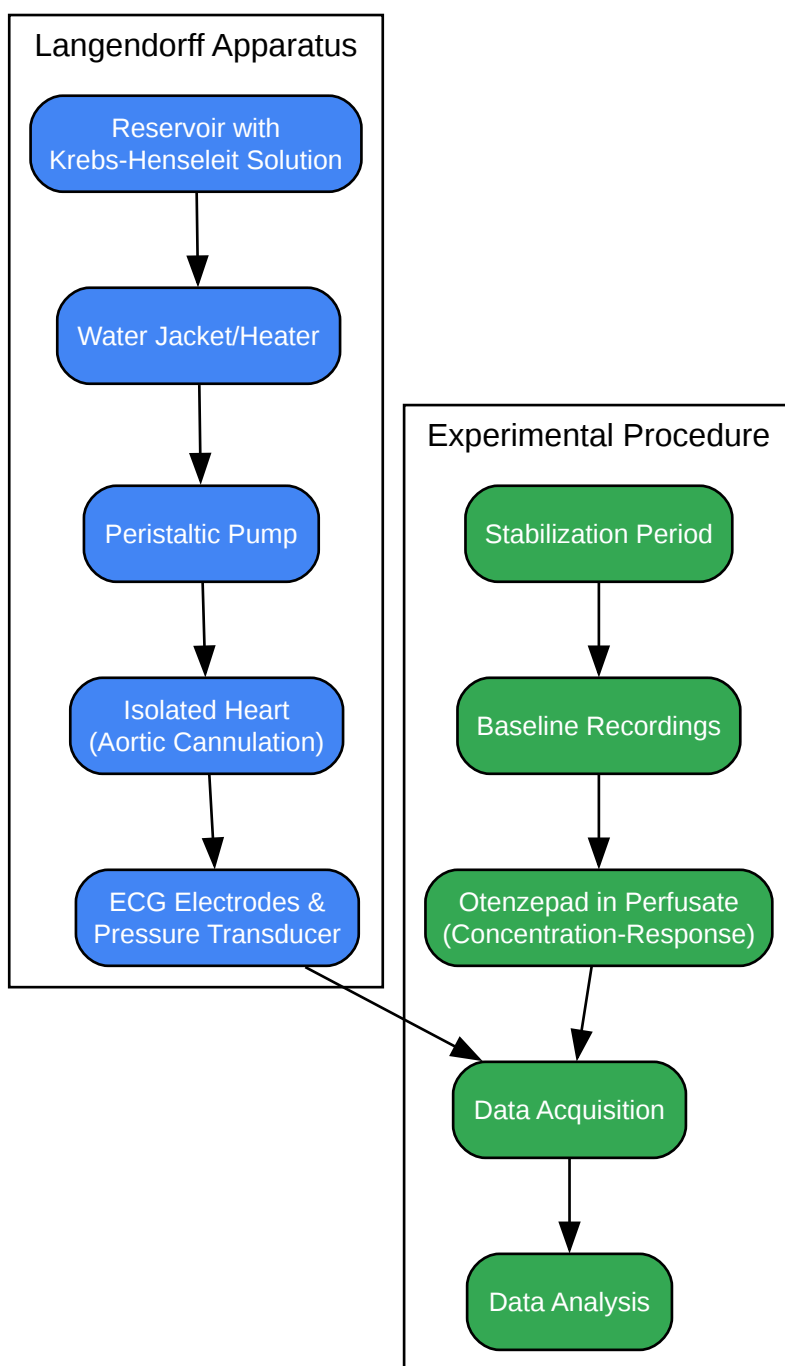 Langendorff Apparatus
Reservoir with
Krebs-Henseleit Solution
Water Jacket/Heater
Peristaltic Pump
Isolated Heart
(Aortic Cannulation)
ECG Electrodes &
Pressure Transducer
Experimental Procedure
Stabilization Period
Baseline Recordings
Otenzepad in Perfusate
(Concentration-Response)
Data Acquisition
Data Analysis